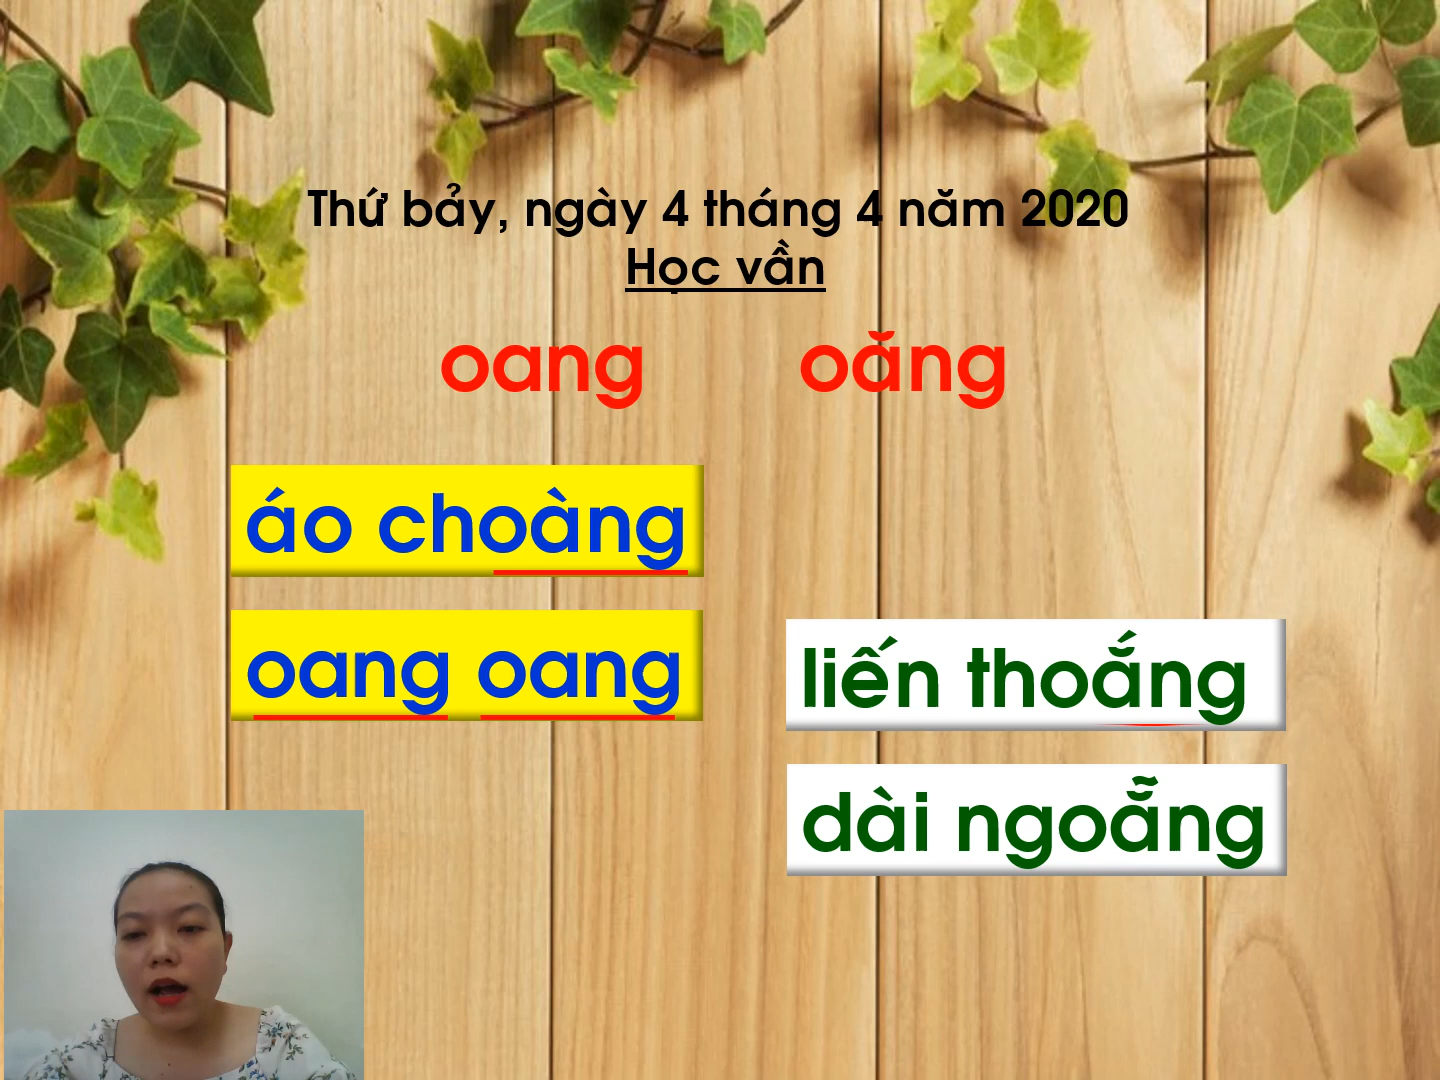 Thứ bảy, ngày 4 tháng 4 năm 2020
Học vần
oang oăng
áo choàng
oang oang
liến thoắng
dài ngoẵng